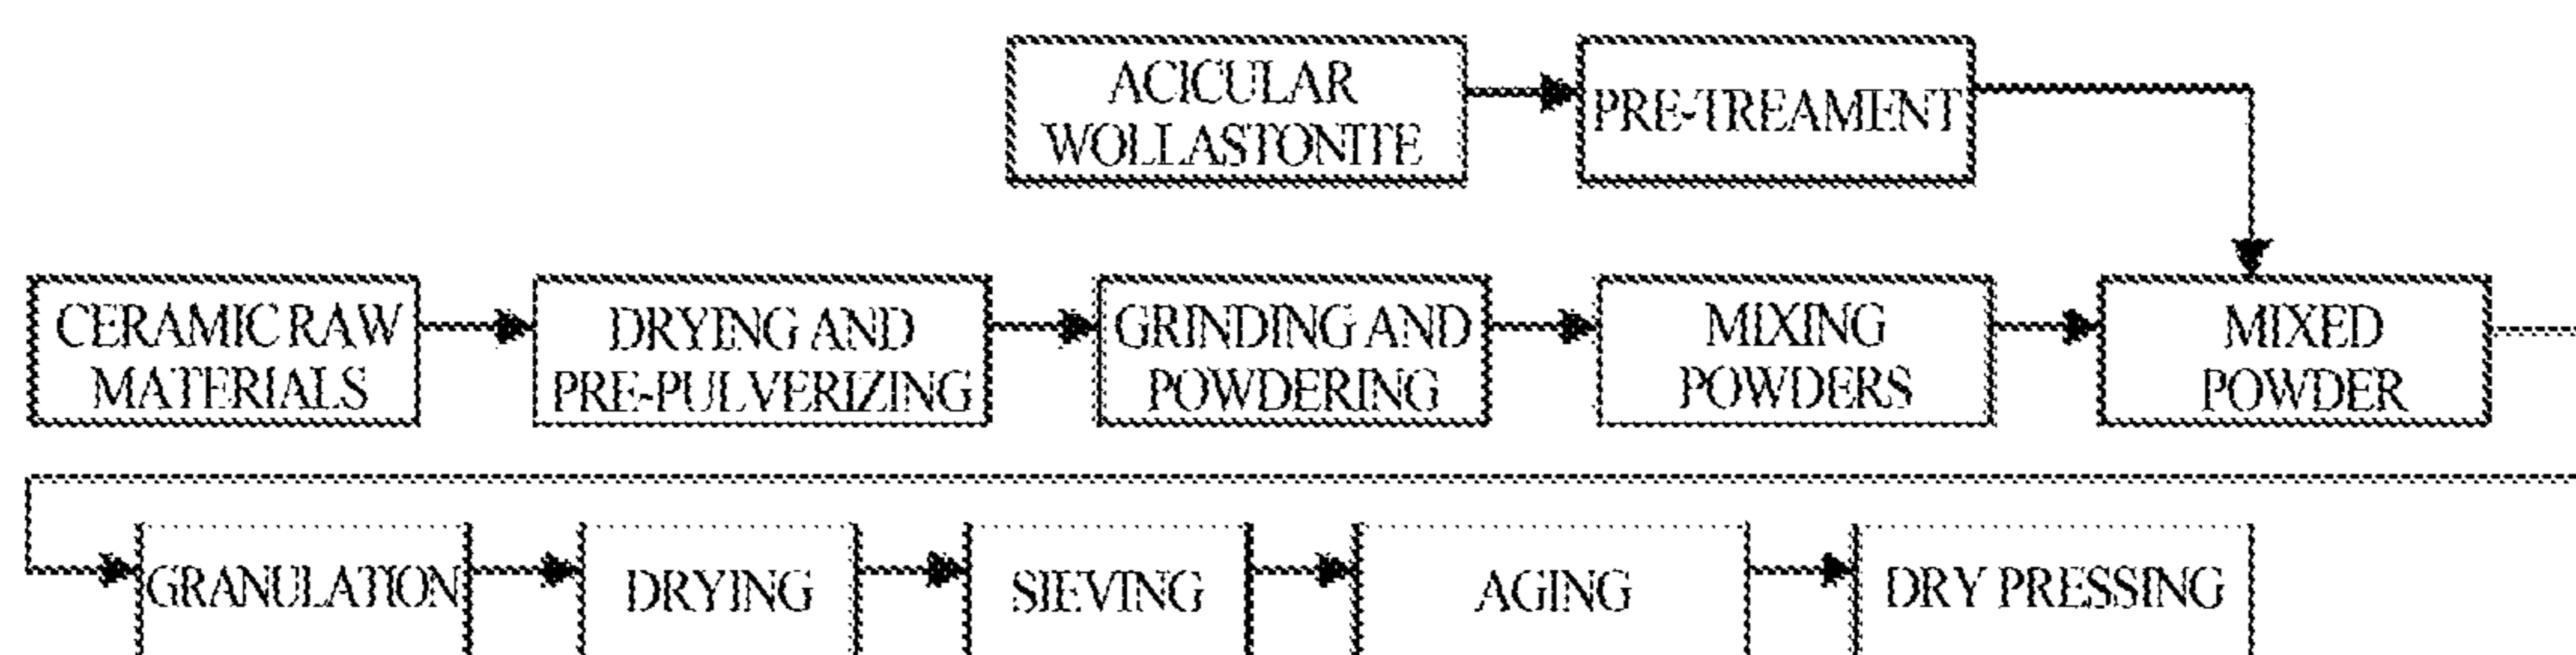 ACICULAR
WOLLASTONITE
PRE-TREAMENT
CERAMIC RAW
MATERIALS
DRYING AND
PRE-PULVERIZING
GRINDING AND
POWDERING
MIXING
POWDERS
MIXED
POWDER
GRANULATION
DRYING
SIEVING
AGING
DRY PRESSING